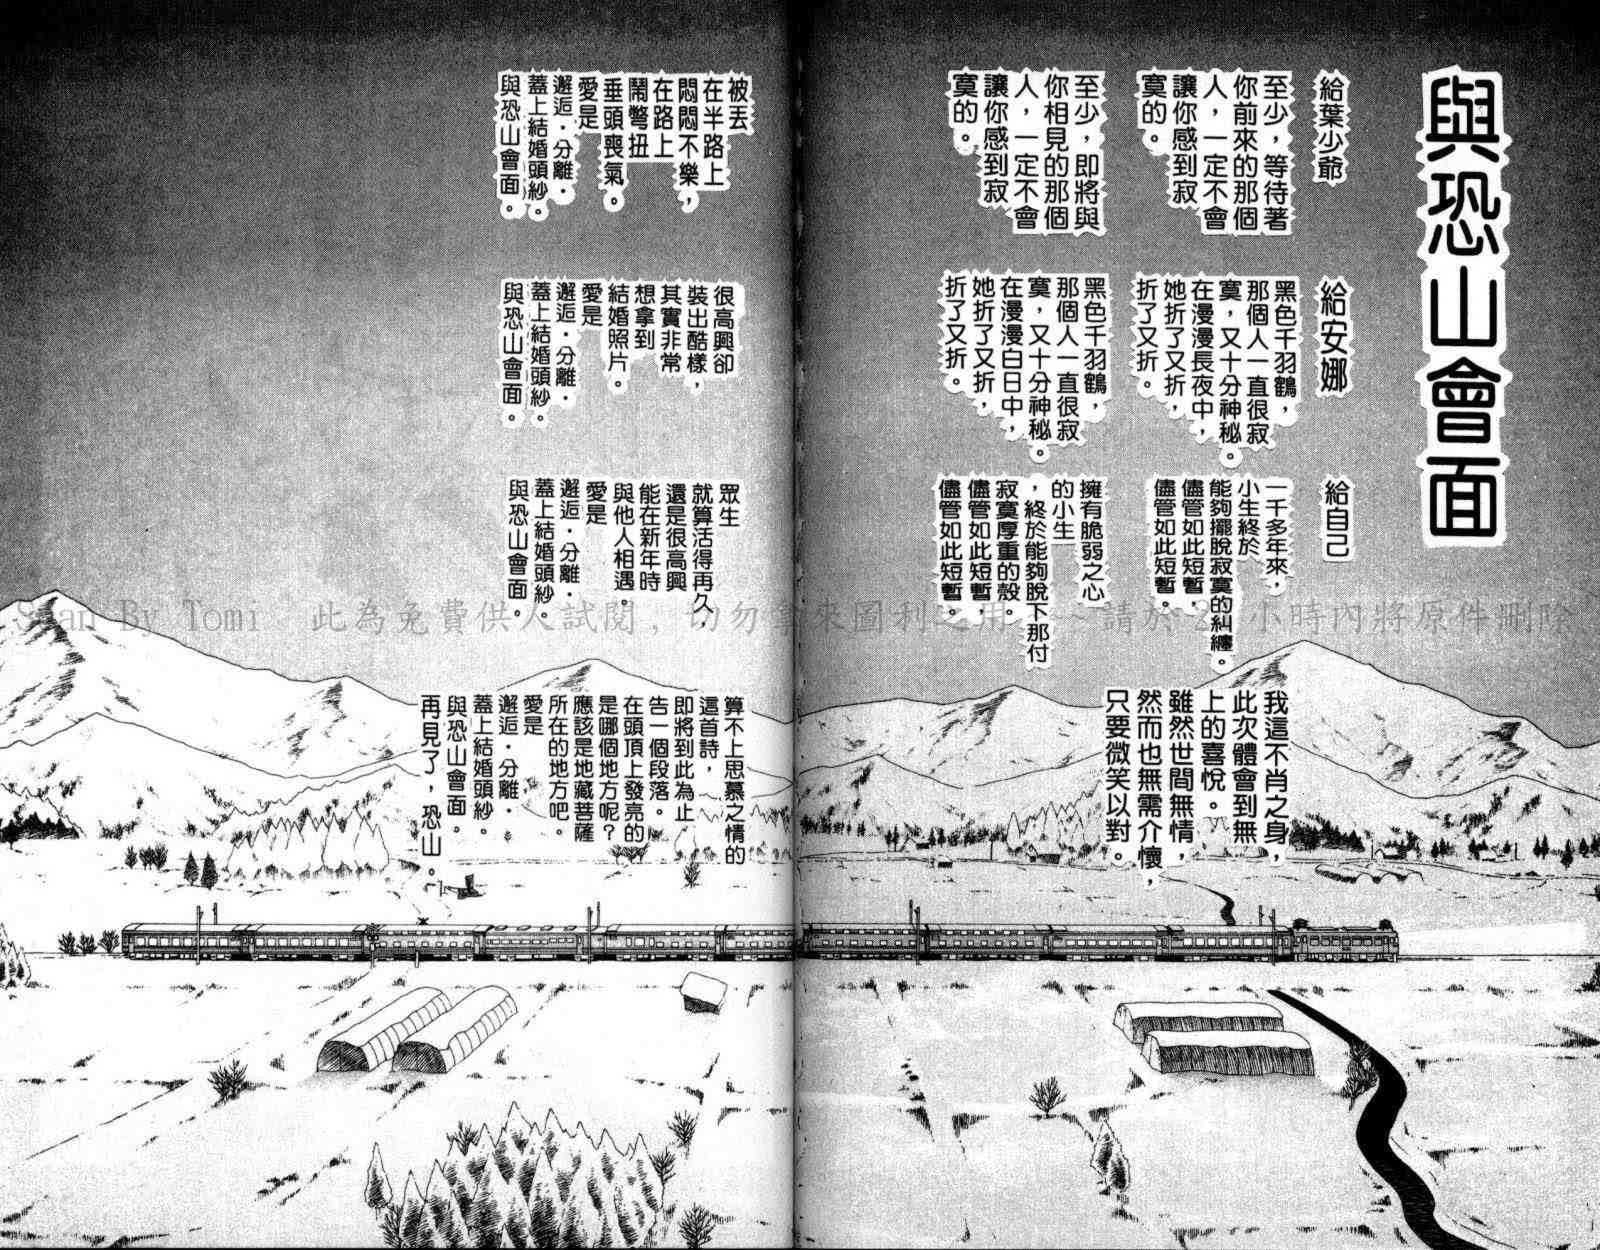 與恐山會面
給葉少爺
至少，等待著
你前來的那個
人，一定不會
讓你感到寂
寞的。
至少，即將與
你相見的那個
人，一定不會
讓你感到寂
寞的。
給安娜
黑色千羽鶴，
那個人一直很寂
寞，又十分神秘。
在漫漫長夜中，
她折了又折，
折了又折。
黑色千羽鶴，
那個人一直很寂
寞，又十分神秘。
在漫漫白日中，
她折了又折，
折了又折。
給自己
一千多年來，
小生終於
能夠擺脫寂寞的糾纏。
儘管如此短暫
儘管如此短暫。
擁有脆弱之心
的小生
，終於能夠脫下那付
寂寞厚重的殼。
儘管如此短暫
儘管如此短暫。
我這不肖之身，
此次體會到無
上的喜悅。
雖然世間無情，
然而也無需介懷，
只要微笑以對。
被丟
在半路上
悶悶不樂，
在路上
鬧彆扭
垂頭喪氣。
愛是
邂逅．分離．
蓋上結婚頭紗。
與恐山會面。
很高興卻
裝出酷樣，
其實非常
想拿到
結婚照片。
愛是
邂逅．分離．
蓋上結婚頭紗。
與恐山會面。
眾生
就算活得再久，
還是很高興
能在新年時
與他人相遇。
愛是
邂逅．分離．
蓋上結婚頭紗。
與恐山會面。
算不上思慕之情的
這首詩，
即將到此為止
告一個段落。
在頭頂上發亮的
是哪個地方呢？
應該是地藏菩薩
所在的地方吧。
愛是
邂逅．分離．
蓋上結婚頭紗。
與恐山會面。
再見了，恐山。
Scan By Tomi 此為免費供人試閱，切勿拿來圖利之用 ~~請於2 小時內將原件刪除